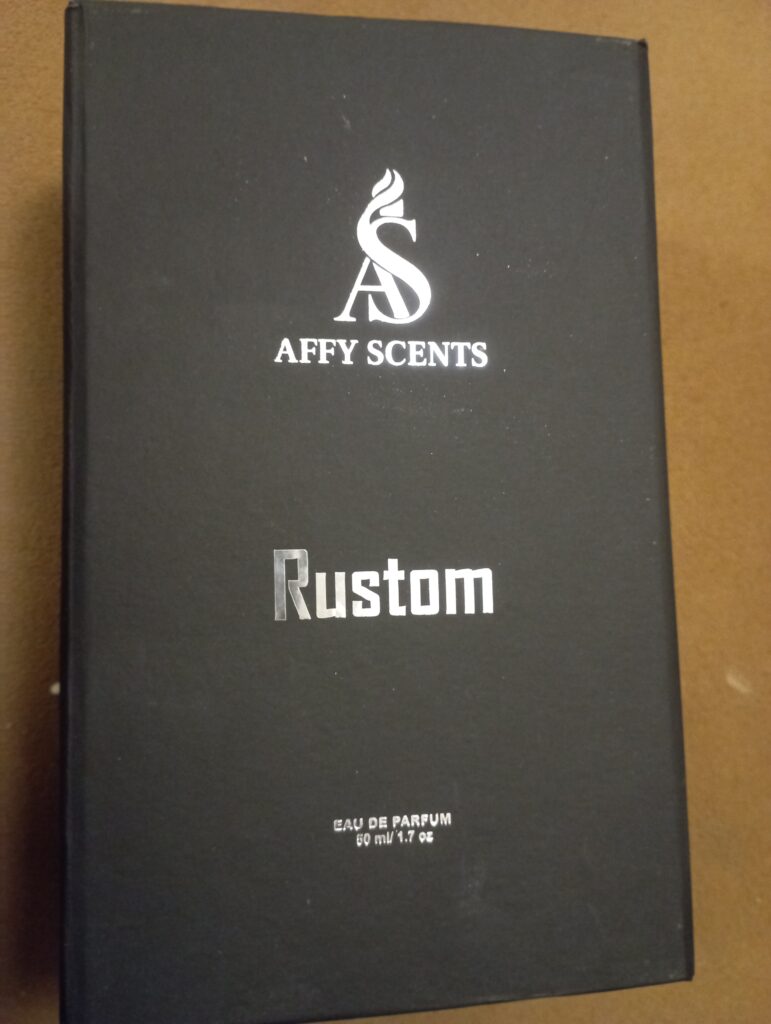 AS
AFFY SCENTS
Rustom
EAU DE PARFUM
50 ml/ 1.7 oz